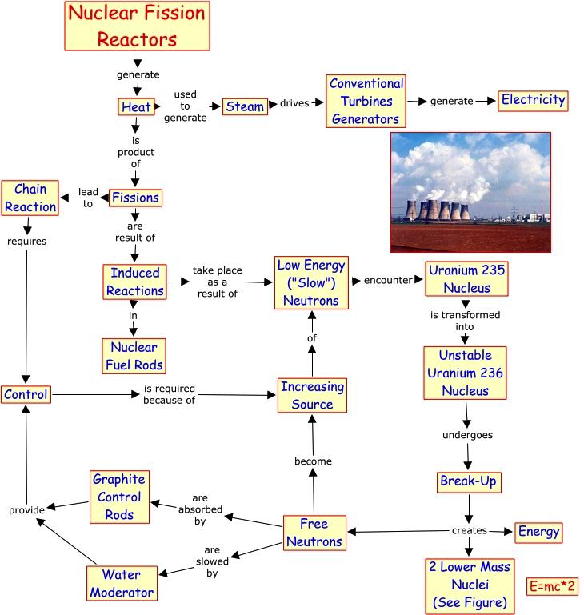 Nuclear Fission
Reactors
generate
Heat
used
to
generate
Steam
drives
Conventional
Turbines
Generators
generate
Electricity
is
product
of
Chain
Reaction
lead
to
Fissions
requires
are
result of
Induced
Reactions
take place
as a
result of
Low Energy
("Slow")
Neutrons
encounter
Uranium 235
Nucleus
in
Nuclear
Fuel Rods
of
is transformed
into
Unstable
Uranium 236
Nucleus
Control
is required
because of
Increasing
Source
undergoes
become
Break-Up
Graphite
Control
Rods
are
absorbed
by
provide
Free
Neutrons
creates
Energy
are
slowed
by
Water
Moderator
2 Lower Mass
Nuclei
(See Figure)
E=mc*2